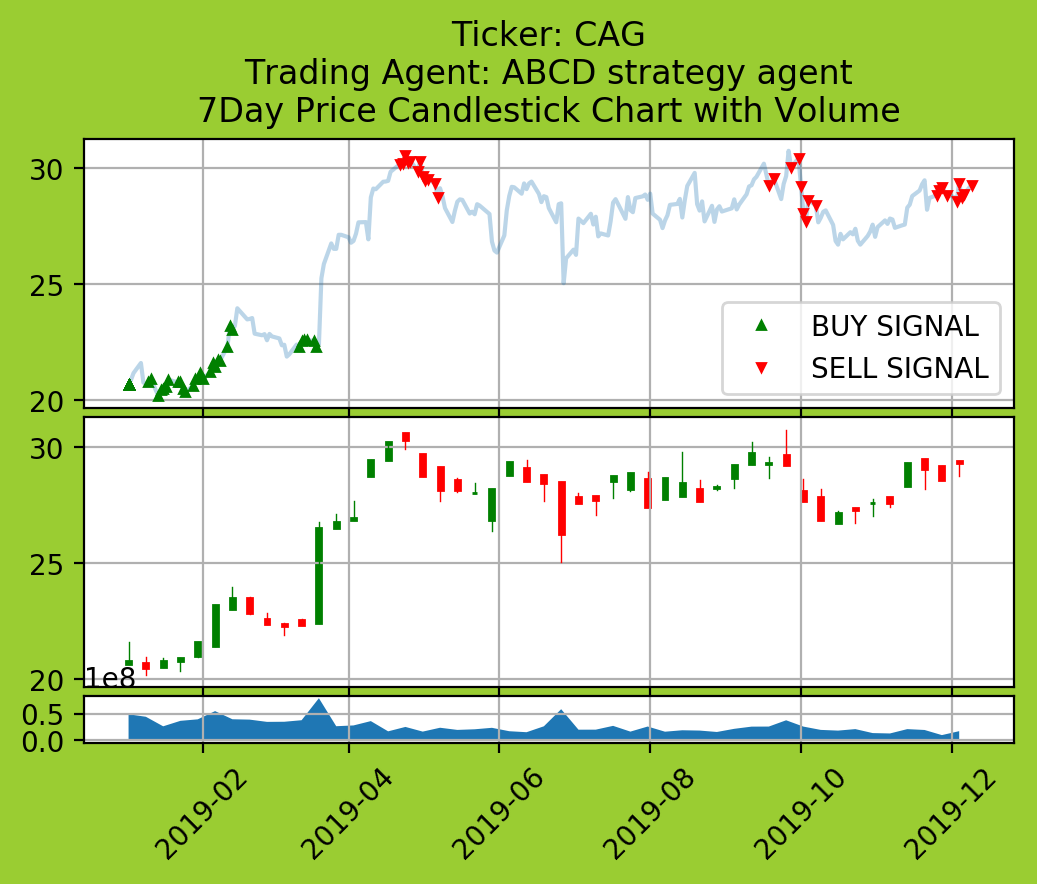 Ticker: CAG
Trading Agent: ABCD strategy agent
7Day Price Candlestick Chart with Volume
30
25
20
BUY SIGNAL
SELL SIGNAL
30
25
20
1e8
0.5
0.0
2019-02
2019-04
2019-06
2019-08
2019-10
2019-12